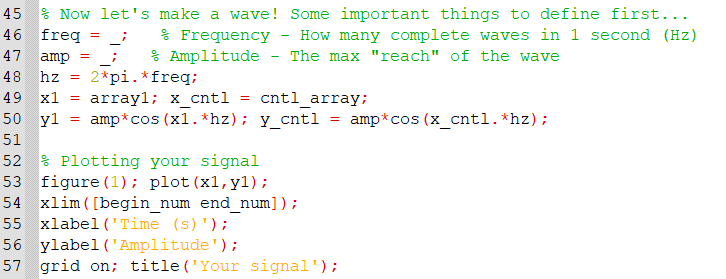 45 % Now let's make a wave! Some important things to define first...
46 freq = _;   % Frequency - How many complete waves in 1 second (Hz)
47 amp = _;   % Amplitude - The max "reach" of the wave
48 hz = 2*pi.*freq;
49 x1 = array1; x_cntl = cntl_array;
50 y1 = amp*cos(x1.*hz); y_cntl = amp*cos(x_cntl.*hz);
51
52 % Plotting your signal
53 figure(1); plot(x1,y1);
54 xlim([begin_num end_num]);
55 xlabel('Time (s)');
56 ylabel('Amplitude');
57 grid on; title('Your signal');